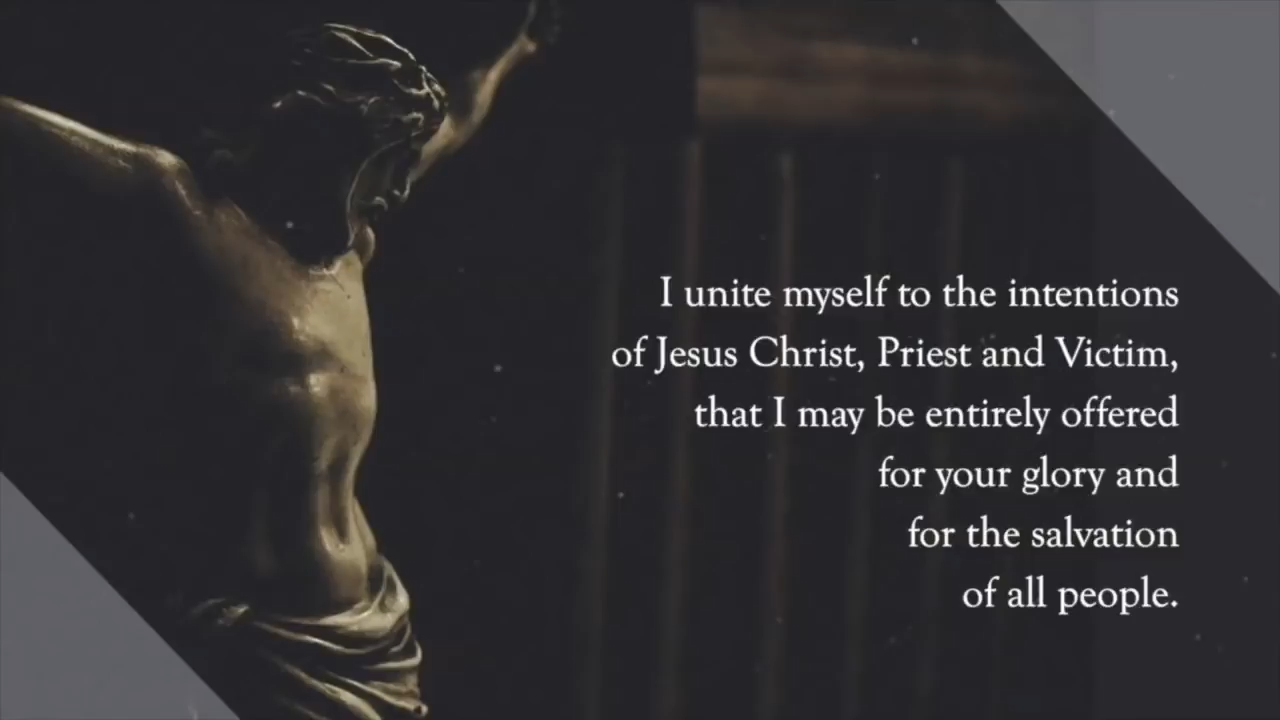 I unite myself to the intentions
of Jesus Christ, Priest and Victim,
that I may be entirely offered
for your glory and
for the salvation
of all people.